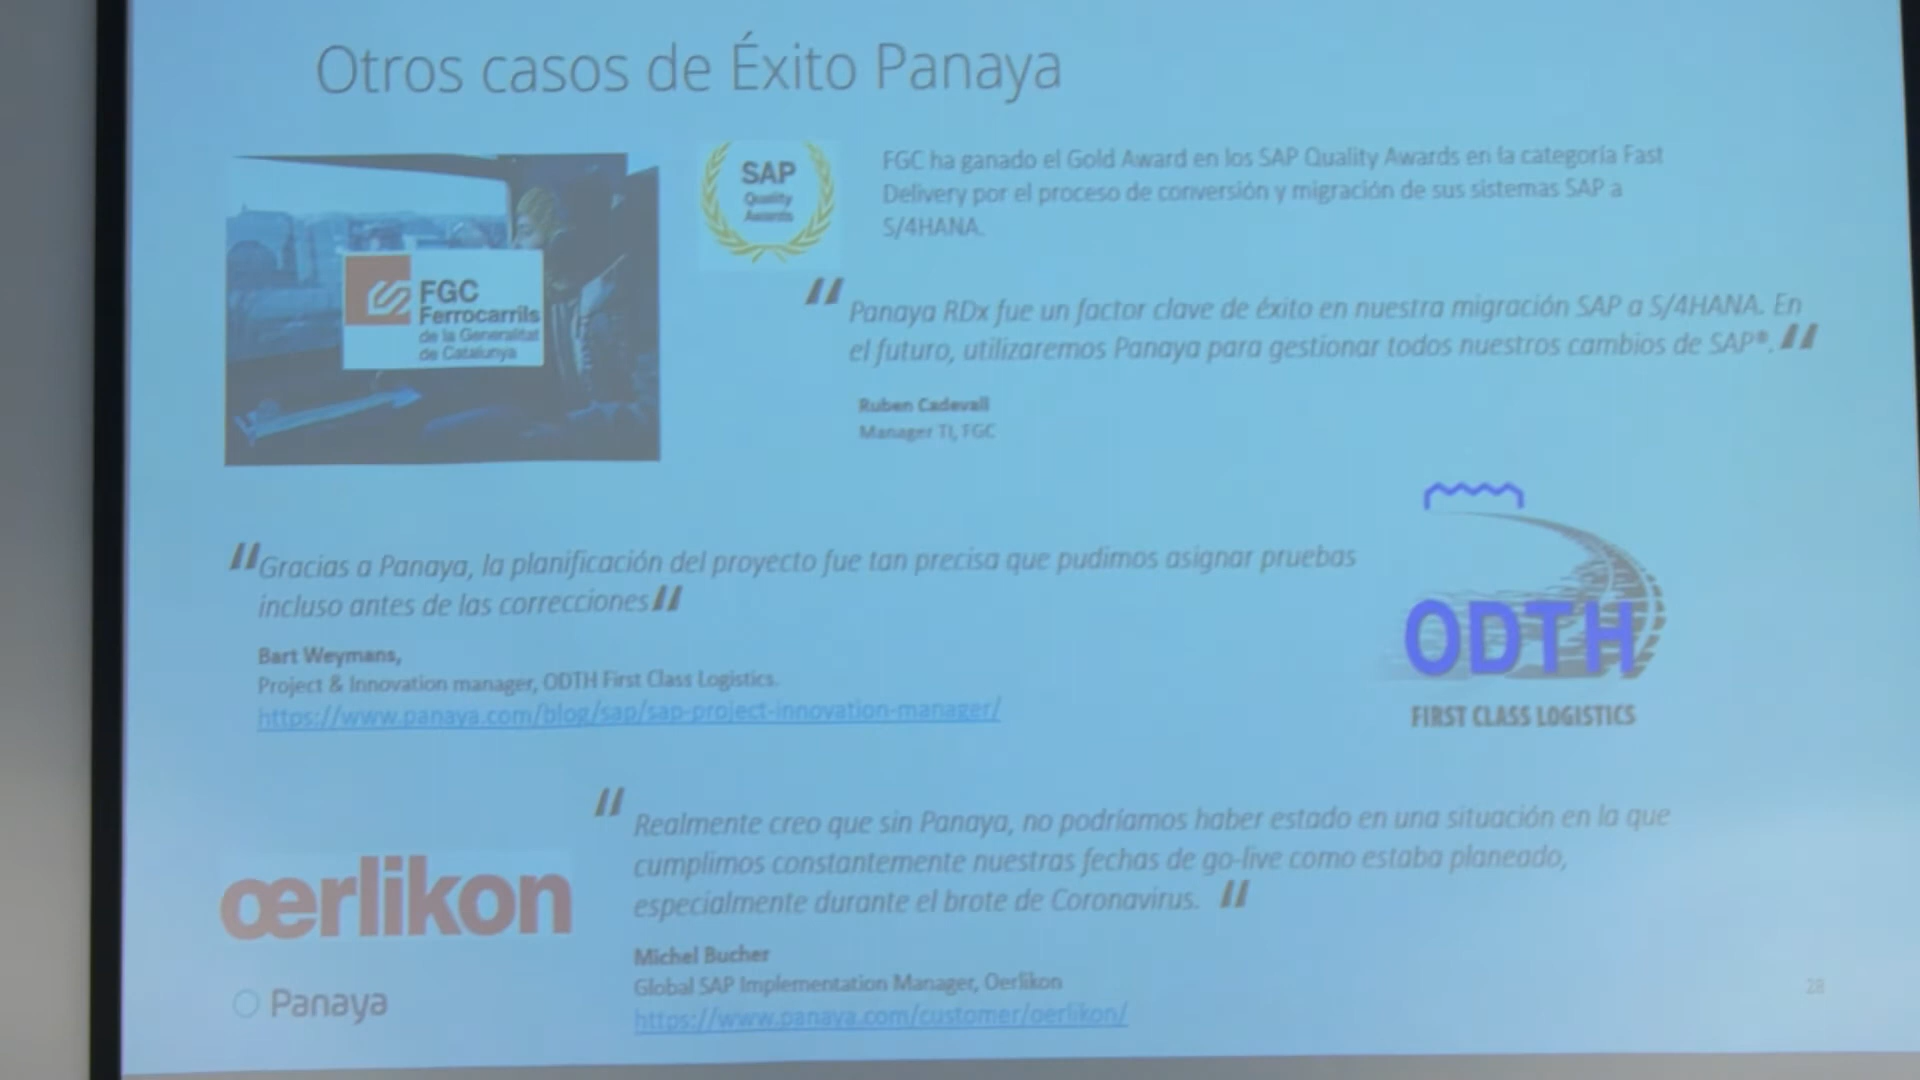 Otros casos de Éxito Panaya
FGC
Ferrocarrils
de la Generalitat
de Catalunya
SAP
Quality
Awards
FGC ha ganado el Gold Award en los SAP Quality Awards en la categoría Fast
Delivery por el proceso de conversión y migración de sus sistemas SAP a
S/4HANA.
"Panaya RDx fue un factor clave de éxito en nuestra migración SAP a S/4HANA. En
el futuro, utilizaremos Panaya para gestionar todos nuestros cambios de SAP®."
Ruben Cadevall
Manager TI, FGC
"Gracias a Panaya, la planificación del proyecto fue tan precisa que pudimos asignar pruebas
incluso antes de las correcciones"
Bart Weymans,
Project & Innovation manager, ODTH First Class Logistics.
https://www.panaya.com/blog/sap/sap-project-innovation-manager/
ODTH
FIRST CLASS LOGISTICS
œrlikon
"Realmente creo que sin Panaya, no podríamos haber estado en una situación en la que
cumplimos constantemente nuestras fechas de go-live como estaba planeado,
especialmente durante el brote de Coronavirus. "
Michel Bucher
Global SAP Implementation Manager, Oerlikon
https://www.panaya.com/customer/oerlikon/
Panaya
28